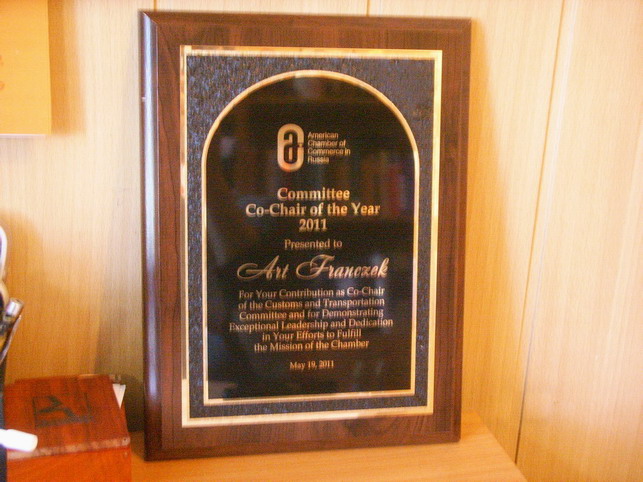 American
Chamber of
Commerce in
Russia
Committee
Co-Chair of the Year
2011
Presented to
Art Franczek
For Your Contribution as Co-Chair
of the Customs and Transportation
Committee and for Demonstrating
Exceptional Leadership and Dedication
in Your Efforts to Fulfill
the Mission of the Chamber
May 19, 2011